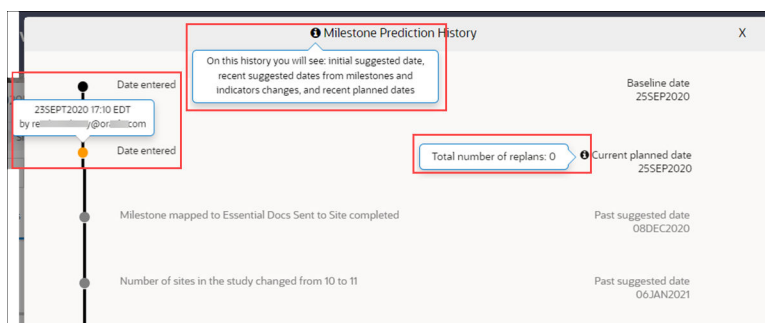 Milestone Prediction History
X
On this history you will see: initial suggested date,
recent suggested dates from milestones and
indicators changes, and recent planned dates
Date entered
Baseline date
25SEP2020
23SEPT2020 17:10 EDT
by
Date entered
Total number of replans: 0
Current planned date
25SEP2020
Milestone mapped to Essential Docs Sent to Site completed
Past suggested date
08DEC2020
Number of sites in the study changed from 10 to 11
Past suggested date
06JAN2021